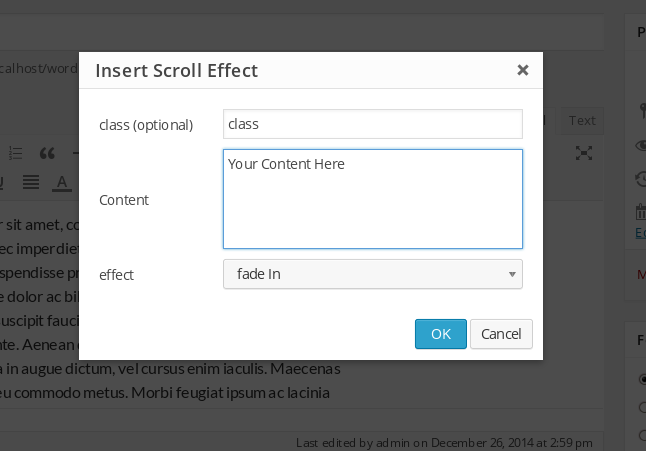 Insert Scroll Effect
calhost/word
class (optional)
class
Text
Your Content Here
Content
effect
fade In
OK
Cancel
r sit amet, co
ec imperdiet
spendisse pr
e dolor ac bi
suscipit fauci
nte. Aenean
a in augue dictum, vel cursus enim iaculis. Maecenas
eu commodo metus. Morbi feugiat ipsum ac lacinia
Last edited by admin on December 26, 2014 at 2:59 pm
P
Ed
M
F